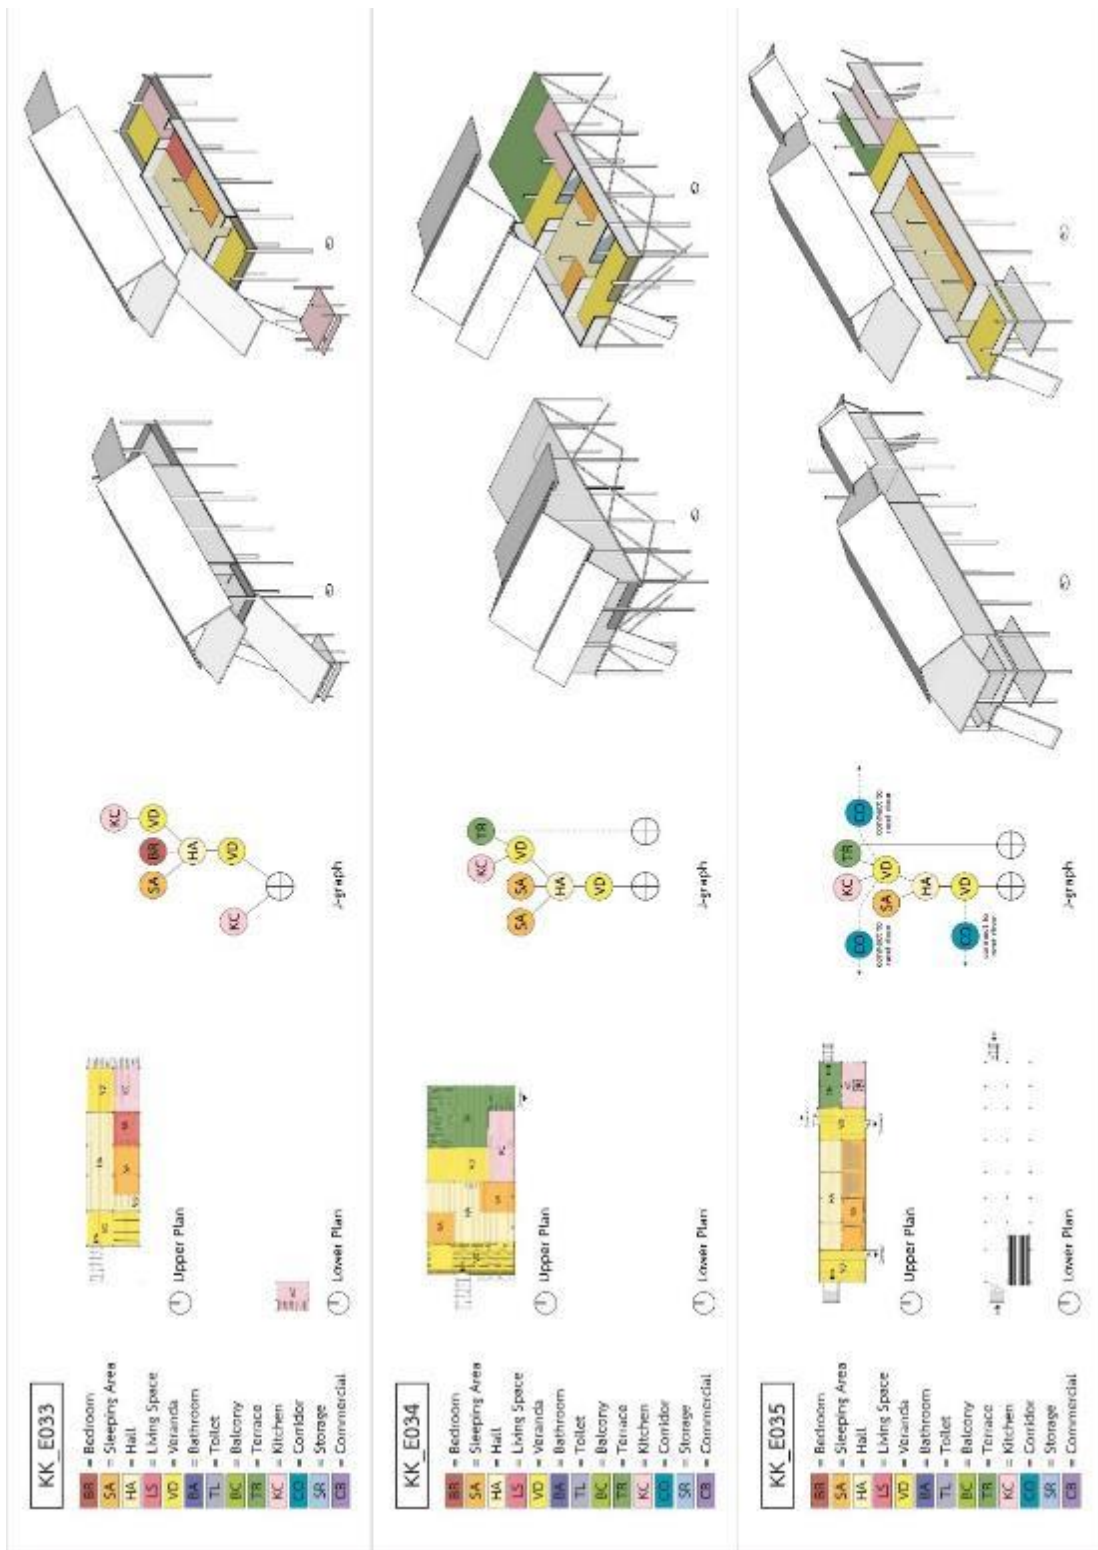 KK_E033
BR = Bedroom
SA = Sleeping Area
HA = Hall
LS = Living Space
VD = Veranda
BA = Bathroom
TL = Toilet
BC = Balcony
TR = Terrace
KC = Kitchen
CO = Corridor
SR = Storage
CB = Commercial
Upper Plan
Lower Plan
KC
SA
BR
VD
HA
VD
KC
J-graph
KK_E034
BR = Bedroom
SA = Sleeping Area
HA = Hall
LS = Living Space
VD = Veranda
BA = Bathroom
TL = Toilet
BC = Balcony
TR = Terrace
KC = Kitchen
CO = Corridor
SR = Storage
CB = Commercial
Upper Plan
Lower Plan
KC
TR
SA
SA
VD
HA
VD
J-graph
KK_E035
BR = Bedroom
SA = Sleeping Area
HA = Hall
LS = Living Space
VD = Veranda
BA = Bathroom
TL = Toilet
BC = Balcony
TR = Terrace
KC = Kitchen
CO = Corridor
SR = Storage
CB = Commercial
Upper Plan
Lower Plan
CO
KC
TR
CO
connect to
connect to
SA
VD
HA
CO
VD
connect to
J-graph